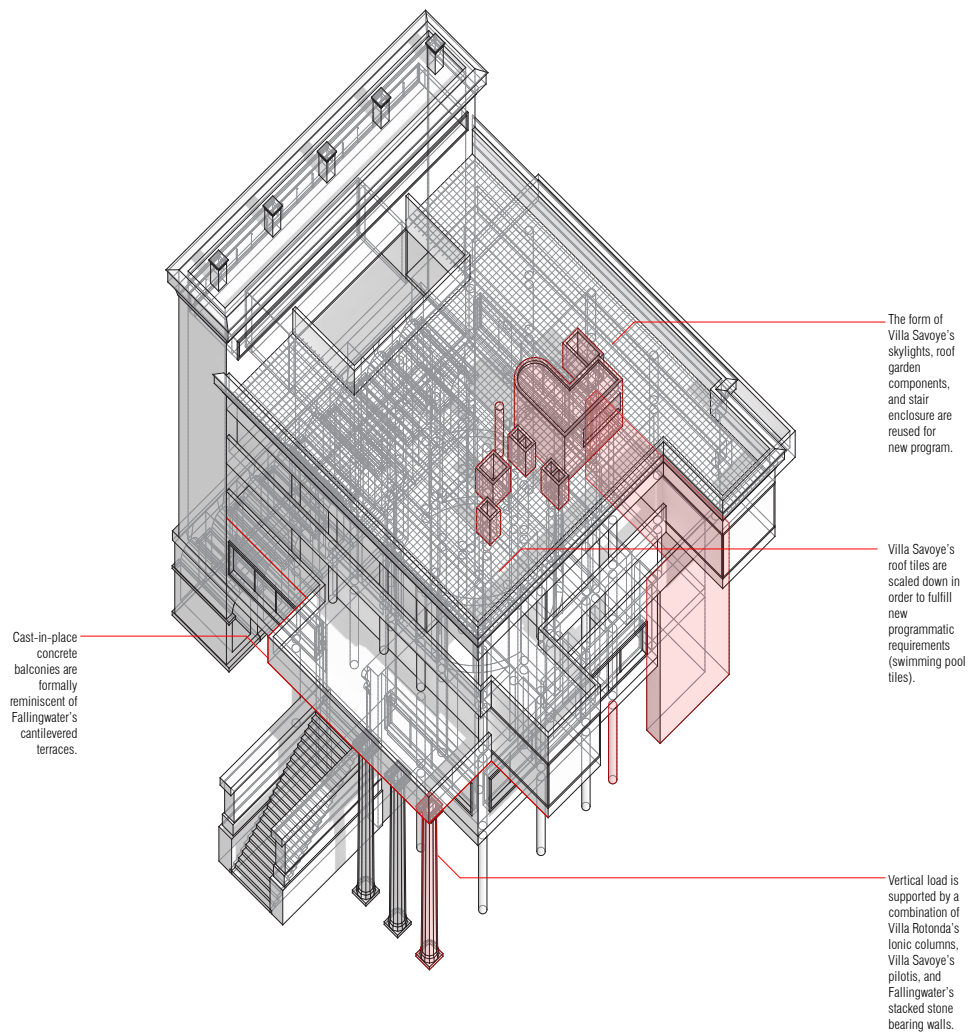 The form of
Villa Savoye’s
skylights, roof
garden
components,
and stair
enclosure are
reused for
new program.
Villa Savoye’s
roof tiles are
scaled down in
order to fulfill
new
programmatic
requirements
(swimming pool
tiles).
Cast-in-place
concrete
balconies are
formally
reminiscent of
Fallingwater’s
cantilevered
terraces.
Vertical load is
supported by a
combination of
Villa Rotonda’s
Ionic columns,
Villa Savoye’s
pilotis, and
Fallingwater’s
stacked stone
bearing walls.